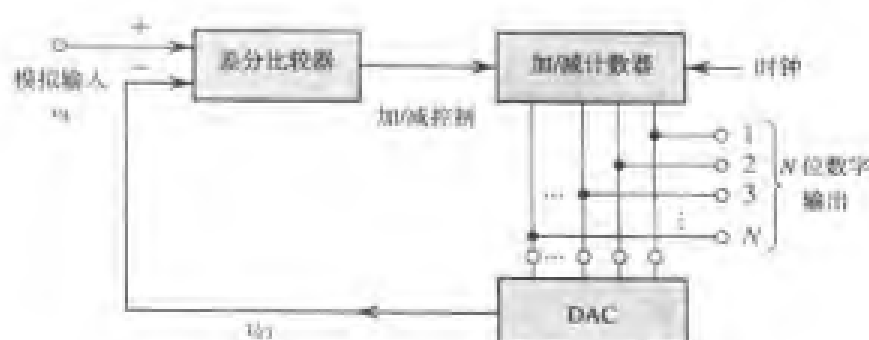 +
差分比较器
加/减计数器
时钟
模拟输入
−
加/减控制
1
2
N位数字
... 3
输出
N
...
DAC